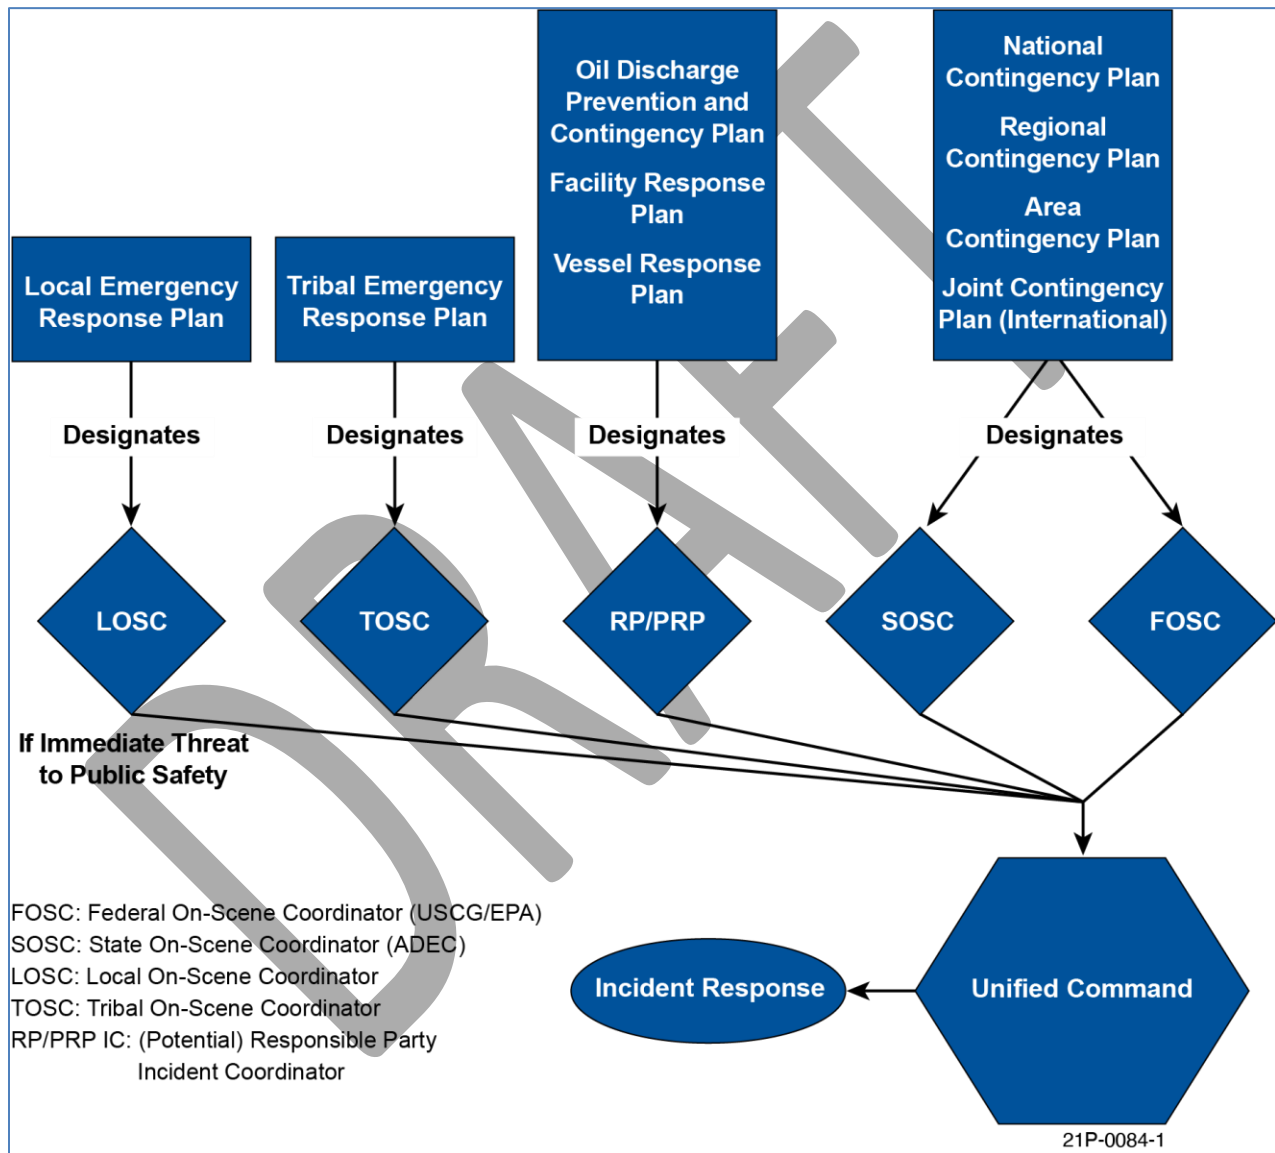 Local Emergency
Response Plan
Tribal Emergency
Response Plan
Oil Discharge
Prevention and
Contingency Plan
Facility Response
Plan
Vessel Response
Plan
National
Contingency Plan
Regional
Contingency Plan
Area
Contingency Plan
Joint Contingency
Plan (International)
Designates
Designates
Designates
Designates
LOSC
TOSC
RP/PRP
SOSC
FOSC
If Immediate Threat
to Public Safety
FOSC: Federal On-Scene Coordinator (USCG/EPA)
SOSC: State On-Scene Coordinator (ADEC)
LOSC: Local On-Scene Coordinator
TOSC: Tribal On-Scene Coordinator
RP/PRP IC: (Potential) Responsible Party
Incident Coordinator
Incident Response
Unified Command
21P-0084-1
DRAFT